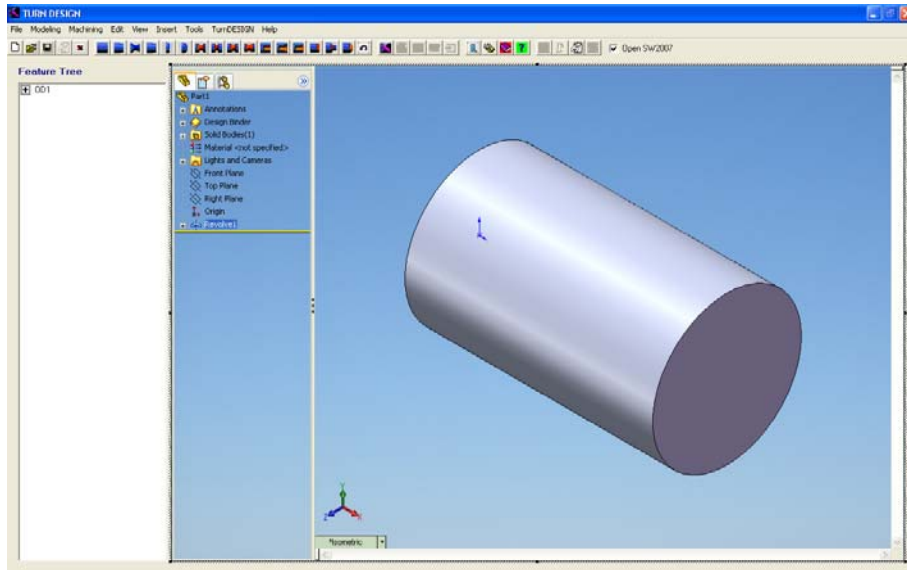 TURN DESIGN
File Modeling Machining Edit View Insert Tools TurnDESIGN Help
? Open SW2007
Feature Tree
001
Part1
Annotations
Design Binder
Solid Bodies(1)
Material <not specified>
Lights and Cameras
Front Plane
Top Plane
Right Plane
Origin
Revolve1
Y
Z X
*Isometric